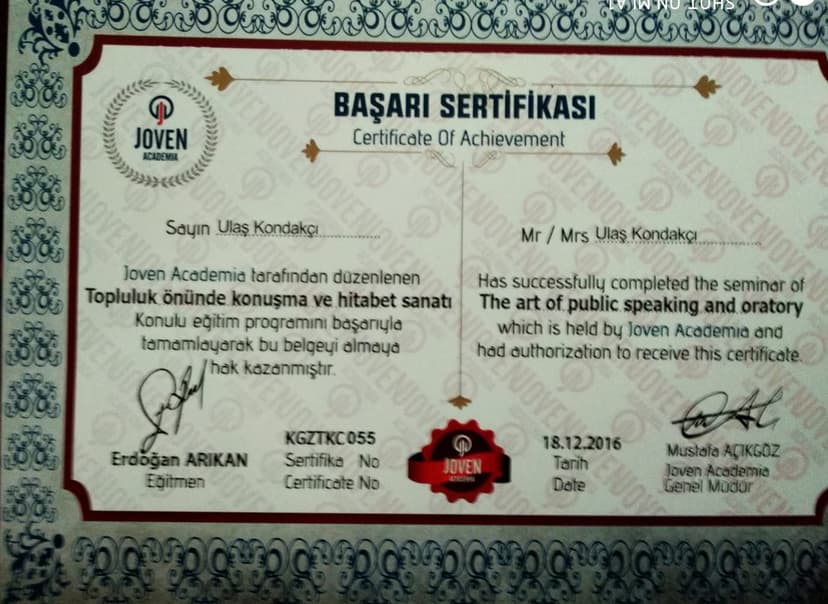 JOVEN
ACADEMIA
BAŞARI SERTİFİKASI
Certificate Of Achievement
Sayın Ulaş Kondakçı
Joven Academia tarafından düzenlenen
Topluluk önünde konuşma ve hitabet sanatı
Konulu eğitim programını başarıyla
tamamlayarak bu belgeyi almaya
hak kazanmıştır.
Mr / Mrs Ulaş Kondakçı
Has successfully completed the seminar of
The art of public speaking and oratory
which is held by Joven Academia and
had authorization to receive this certificate.
Erdoğan ARIKAN
Eğitmen
KGZTKC055
Sertifika No
Certificate No
JOVEN
ACADEMIA
18.12.2016
Tarih
Date
Mustafa AÇIKGÖZ
Joven Academia
Genel Müdür